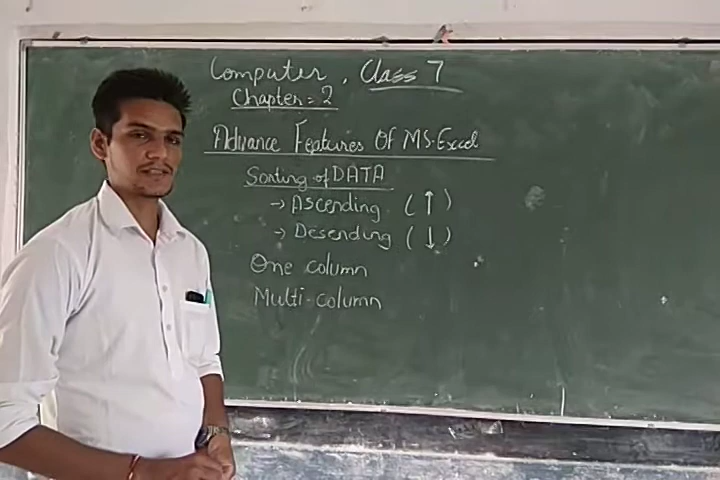 Computer, Class 7
Chapter = 2
Advance Features Of MS-Excel
Sorting of DATA
→ Ascending (↑)
→ Desending (↓)
One column
Multi-column